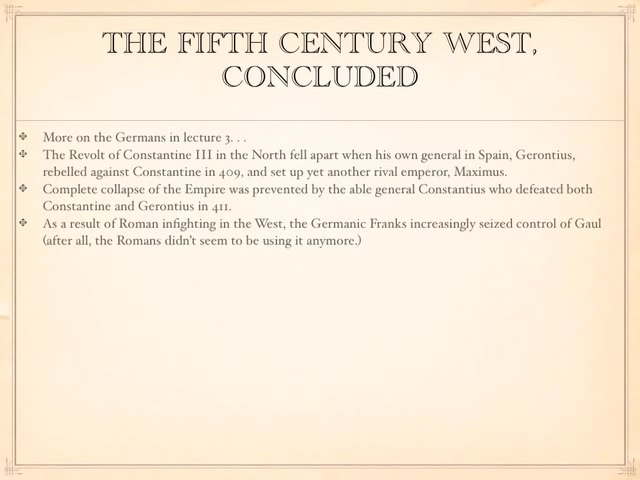 THE FIFTH CENTURY WEST,
CONCLUDED
✤ More on the Germans in lecture 3. . .
✤ The Revolt of Constantine III in the North fell apart when his own general in Spain, Gerontius,
rebelled against Constantine in 409, and set up yet another rival emperor, Maximus.
✤ Complete collapse of the Empire was prevented by the able general Constantius who defeated both
Constantine and Gerontius in 411.
✤ As a result of Roman infighting in the West, the Germanic Franks increasingly seized control of Gaul
(after all, the Romans didn't seem to be using it anymore.)